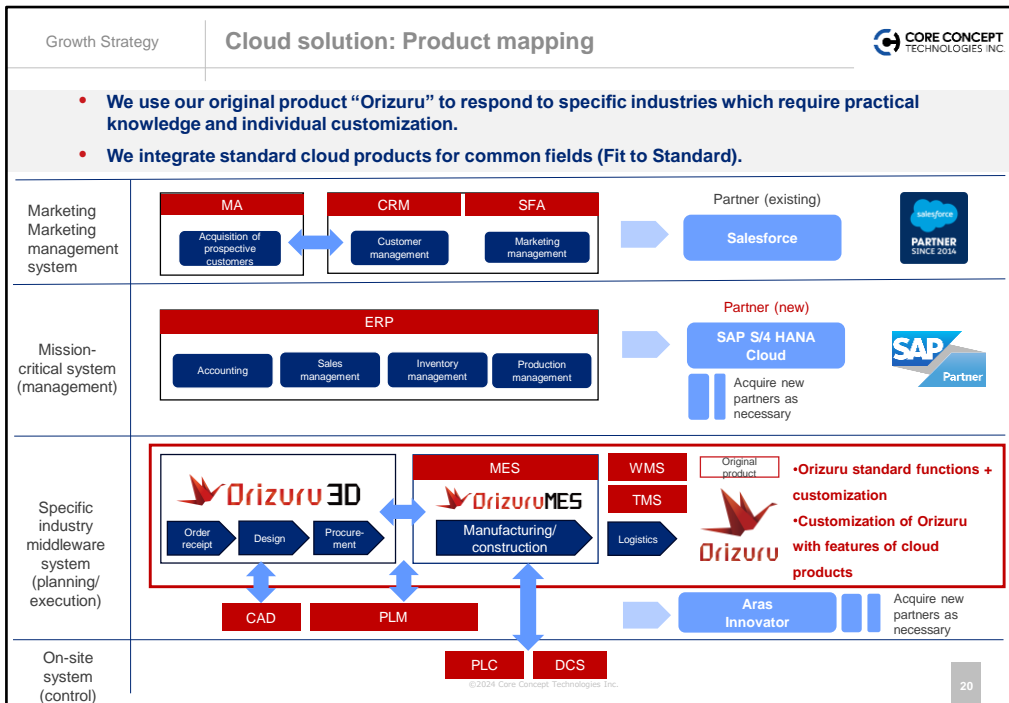 Growth Strategy
Cloud solution: Product mapping
CORE CONCEPT
TECHNOLOGIES INC.
• We use our original product “Orizuru” to respond to specific industries which require practical
knowledge and individual customization.
• We integrate standard cloud products for common fields (Fit to Standard).
Marketing
Marketing
management
system
MA
Acquisition of
prospective
customers
CRM
SFA
Customer
management
Marketing
management
Partner (existing)
Salesforce
salesforce
PARTNER
SINCE 2014
Mission-
critical system
(management)
ERP
Accounting
Sales
management
Inventory
management
Production
management
Partner (new)
SAP S/4 HANA
Cloud
Acquire new
partners as
necessary
SAP
Partner
Specific
industry
middleware
system
(planning/
execution)
Orizuru 3D
Order
receipt
Design
Procure-
ment
MES
Orizuru MES
Manufacturing/
construction
WMS
TMS
Logistics
Original
product
Orizuru
•Orizuru standard functions +
customization
•Customization of Orizuru
with features of cloud
products
CAD
PLM
Aras
Innovator
Acquire new
partners as
necessary
On-site
system
(control)
PLC
DCS
©2024 Core Concept Technologies Inc.
20